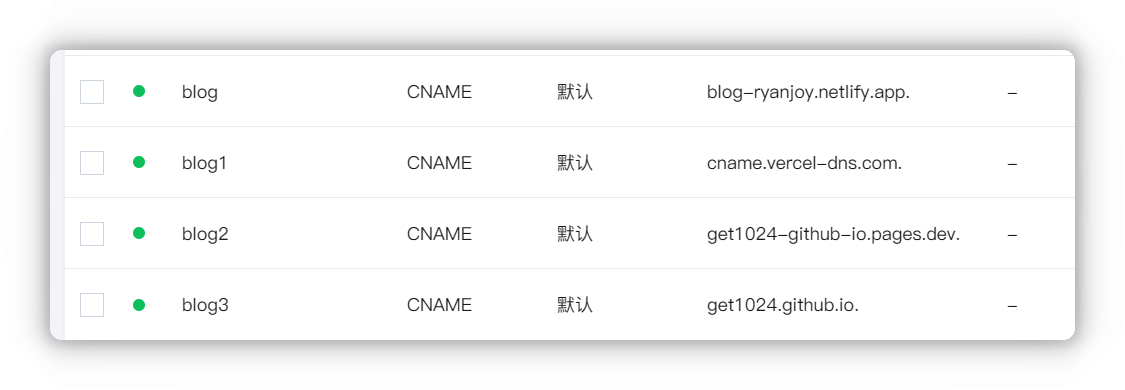 blog CNAME 默认 blog-ryanjoy.netlify.app. -
blog1 CNAME 默认 cname.vercel-dns.com. -
blog2 CNAME 默认 get1024-github-io.pages.dev. -
blog3 CNAME 默认 get1024.github.io. -